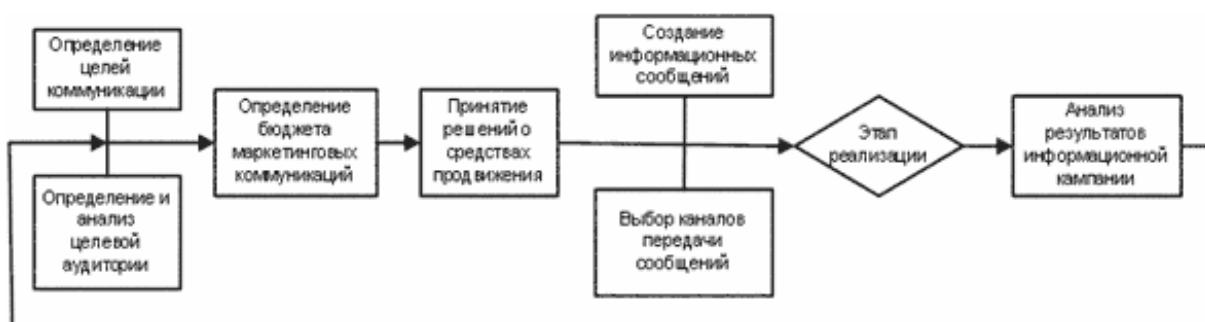 Определение
целей
коммуникации
Определение и
анализ
целевой
аудитории
Определение
бюджета
маркетинговых
коммуникаций
Принятие
решений о
средствах
продвижения
Создание
информационных
сообщений
Выбор каналов
передачи
сообщений
Этап
реализации
Анализ
результатов
информационной
кампании